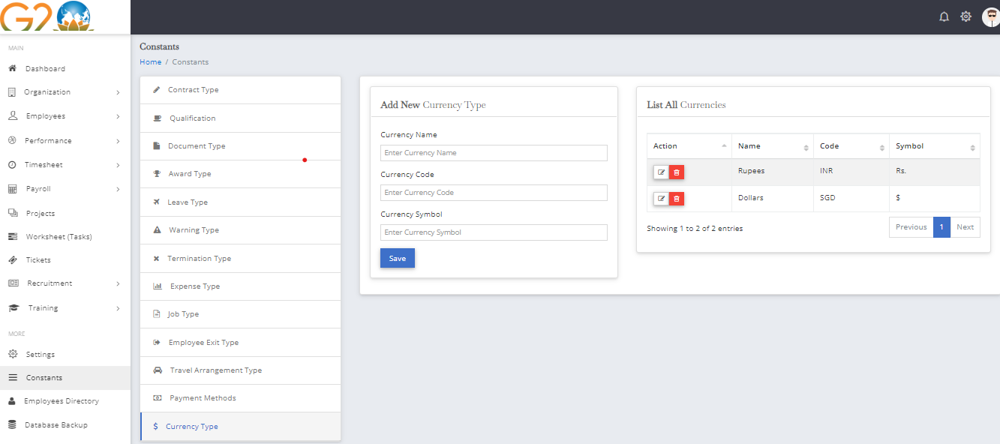 G20
MAIN
Dashboard
Organization
Employees
Performance
Timesheet
Payroll
Projects
Worksheet (Tasks)
Tickets
Recruitment
Training
MORE
Settings
Constants
Employees Directory
Database Backup
Constants
Home / Constants
Contract Type
Qualification
Document Type
Award Type
Leave Type
Warning Type
Termination Type
Expense Type
Job Type
Employee Exit Type
Travel Arrangement Type
Payment Methods
$ Currency Type
Add New Currency Type
Currency Name
Enter Currency Name
Currency Code
Enter Currency Code
Currency Symbol
Enter Currency Symbol
Save
List All Currencies
Action Name Code Symbol
Rupees INR Rs.
Dollars SGD $
Showing 1 to 2 of 2 entries
Previous 1 Next